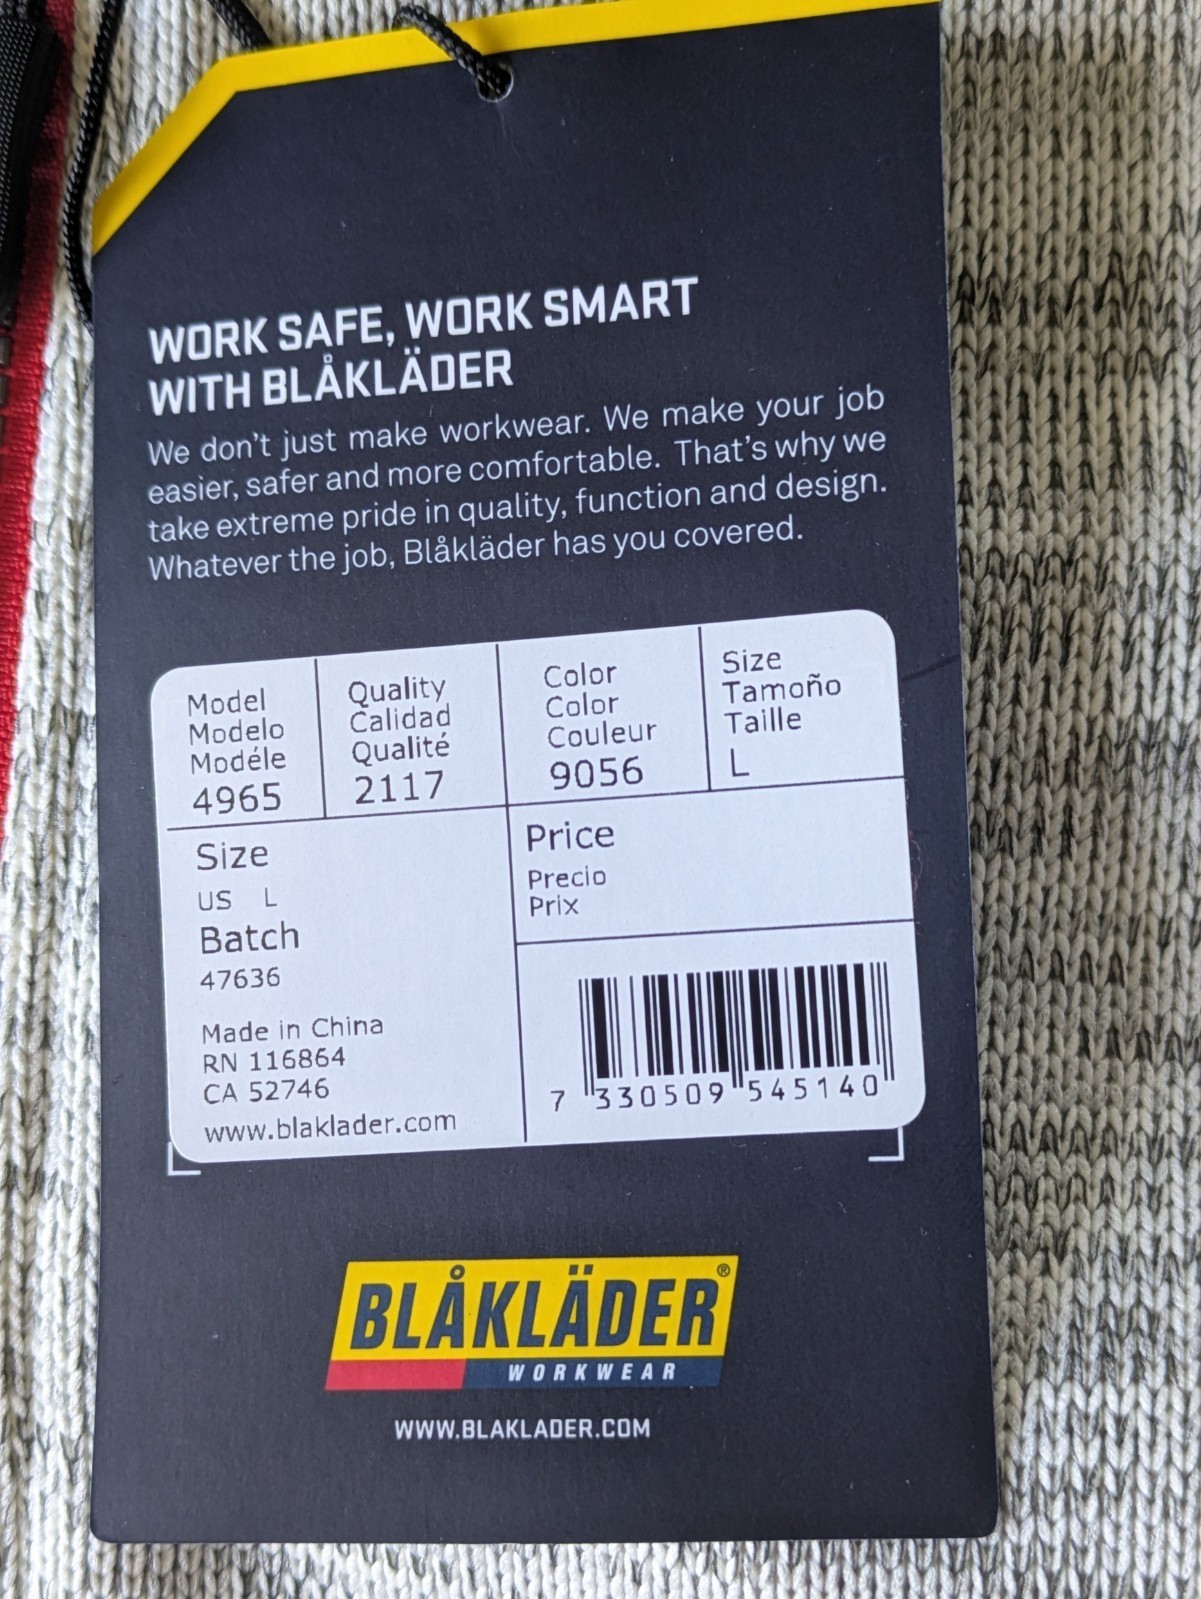 WORK SAFE, WORK SMART
WITH BLÅKLÄDER
We don't just make workwear. We make your job
easier, safer and more comfortable. That's why we
take extreme pride in quality, function and design.
Whatever the job, Blåkläder has you covered.
Model
Modelo
Modéle
4965
Quality
Calidad
Qualité
2117
Color
Color
Couleur
9056
Size
Tamoño
Taille
L
Size
US L
Batch
47636
Made in China
RN 116864
CA 52746
www.blaklader.com
Price
Precio
Prix
7 330509 545140
BLÅKLÄDER®
WORKWEAR
WWW.BLAKLADER.COM